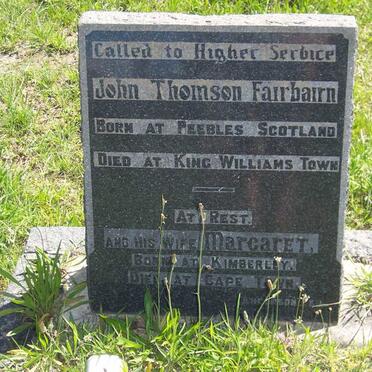 Called to Higher Service
John Thomson Fairbairn
Born at Peebles Scotland
Died at King Williams Town
At Rest.
And His Wife Margaret,
Born at Kimberley.
Died at Cape Town.